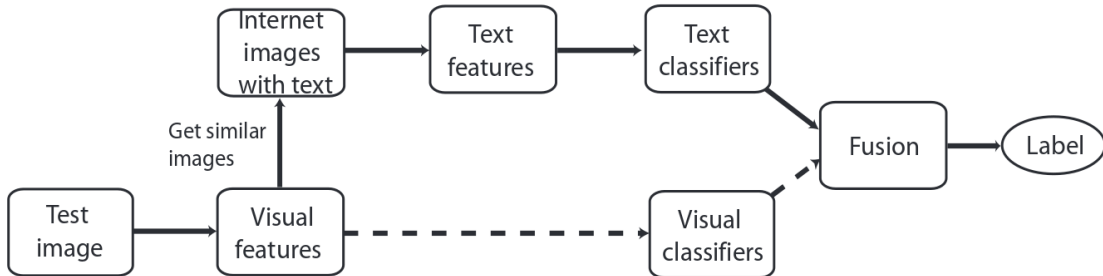 Internet
images
with text
Text
features
Text
classifiers
Get similar
images
Fusion
Label
Test
image
Visual
features
Visual
classifiers